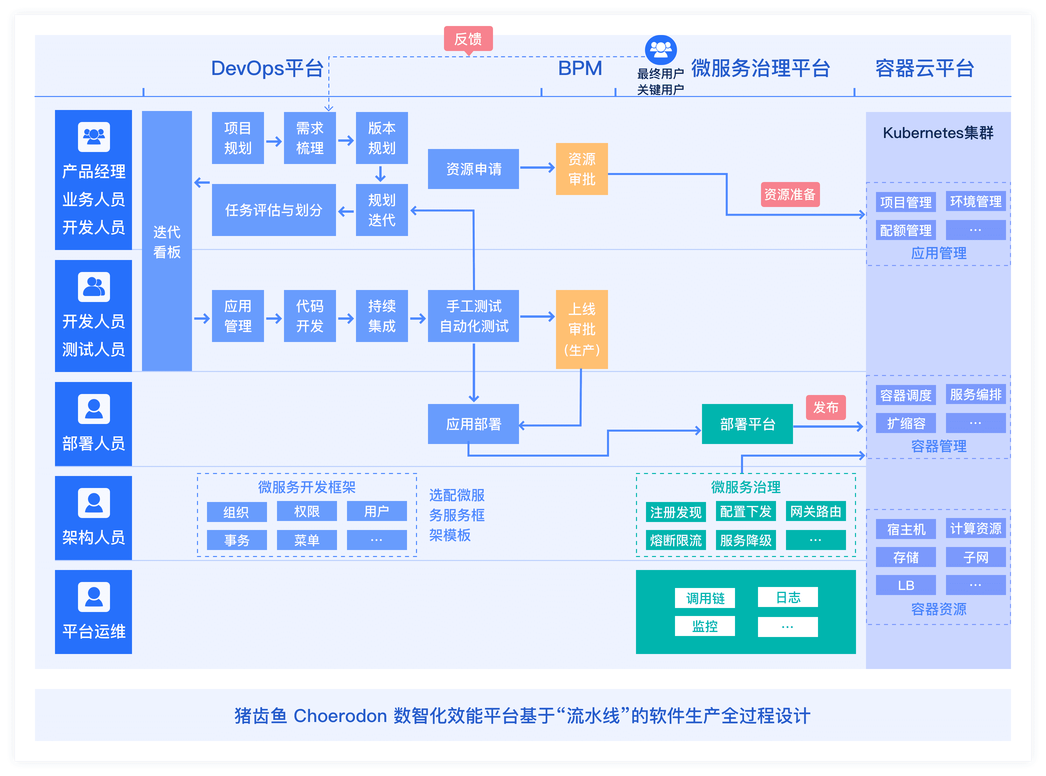 反馈
DevOps平台
BPM
最终用户
关键用户
微服务治理平台
容器云平台
产品经理
业务人员
开发人员
迭代
看板
项目
规划
需求
梳理
版本
规划
任务评估与划分
规划
迭代
资源申请
资源
审批
资源准备
Kubernetes集群
项目管理
环境管理
配额管理
...
应用管理
开发人员
测试人员
应用
管理
代码
开发
持续
集成
手工测试
自动化测试
上线
审批
(生产)
部署人员
应用部署
部署平台
发布
容器调度
服务编排
扩缩容
...
容器管理
架构人员
微服务开发框架
组织
权限
用户
事务
菜单
...
选配微服
务服务框
架模板
微服务治理
注册发现
配置下发
网关路由
熔断限流
服务降级
...
宿主机
计算资源
存储
子网
LB
...
容器资源
平台运维
调用链
日志
监控
...
猪齿鱼 Choerodon 数智化效能平台基于“流水线”的软件生产全过程设计